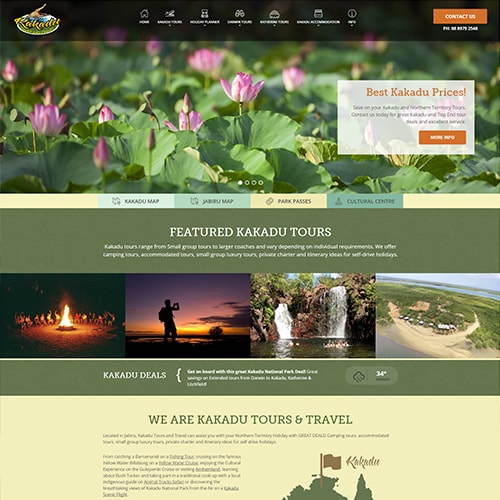 Kakadu
HOME
KAKADU TOURS
HOLIDAY PLANNER
DARWIN TOURS
KATHERINE TOURS
KAKADU ACCOMMODATION
INFO
CONTACT US
PH: 88 8979 2548
Best Kakadu Prices!
Save on your Kakadu and Northern Territory Tours.
Contact us today for great Kakadu and Top End tour
deals and excellent service.
MORE INFO
KAKADU MAP
JABIRU MAP
PARK PASSES
CULTURAL CENTRE
FEATURED KAKADU TOURS
Kakadu tours range from Small group tours to larger coaches and vary depending on individual requirements. We offer
camping tours, accommodated tours, small group luxury tours, private charter and itinerary ideas for self-drive holidays.
KAKADU DEALS
Get on board with this great Kakadu National Park Deal! Great
savings on Extended tours from Darwin to Kakadu, Katherine &
Litchfield!
34°
WE ARE KAKADU TOURS & TRAVEL
Located in Jabiru, Kakadu Tours and Travel can assist you with your Northern Territory Holiday with GREAT DEALS! Camping tours, accommodated
tours, small group luxury tours, private charter and itinerary ideas for self-drive holidays.
From catching a Barramundi on a Fishing Tour, cruising on the famous
Yellow Water Billabong on a Yellow Water Cruise, enjoying the Cultural
Experience on the Guluyambi Cruise or visiting Arnhemland, learning
about Bush Tucker and taking part in a traditional cook up with a local
indigenous guide on Animal Tracks Safari or discovering
the breathtaking views of Kakadu National Park from the Air on a Kakadu
Scenic Flight.
Kakadu